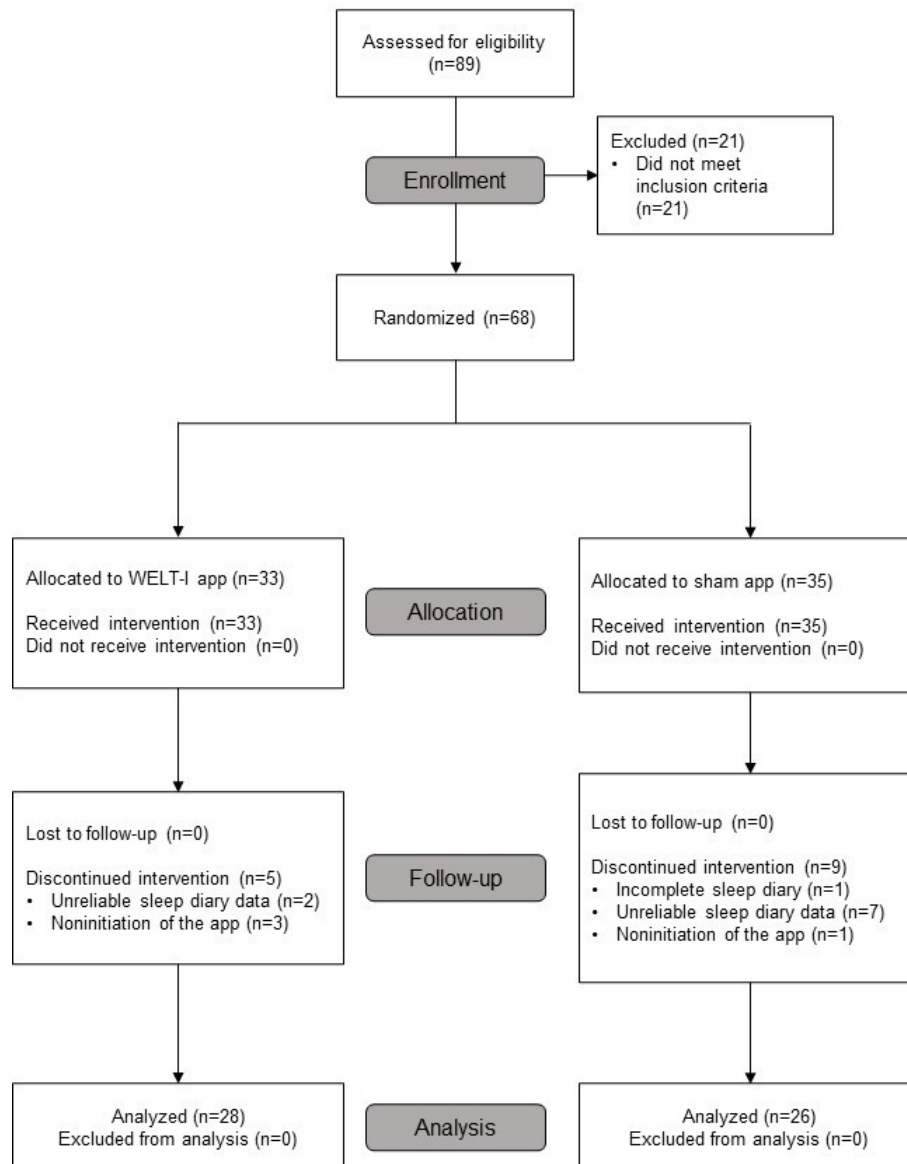 Assessed for eligibility
(n=89)
Enrollment
Excluded (n=21)
• Did not meet
inclusion criteria
(n=21)
Randomized (n=68)
Allocated to WELT-I app (n=33)
Received intervention (n=33)
Did not receive intervention (n=0)
Allocation
Allocated to sham app (n=35)
Received intervention (n=35)
Did not receive intervention (n=0)
Lost to follow-up (n=0)
Discontinued intervention (n=5)
• Unreliable sleep diary data (n=2)
• Noninitiation of the app (n=3)
Follow-up
Lost to follow-up (n=0)
Discontinued intervention (n=9)
• Incomplete sleep diary (n=1)
• Unreliable sleep diary data (n=7)
• Noninitiation of the app (n=1)
Analyzed (n=28)
Excluded from analysis (n=0)
Analysis
Analyzed (n=26)
Excluded from analysis (n=0)